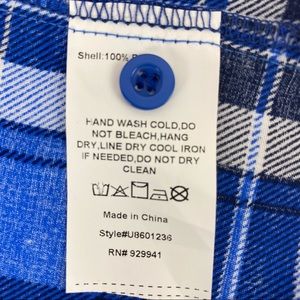 Shell:100%
HAND WASH COLD,DO
NOT BLEACH,HANG
DRY,LINE DRY COOL IRON
IF NEEDED,DO NOT DRY
CLEAN
Made in China
Style#U8601236
RN# 929941